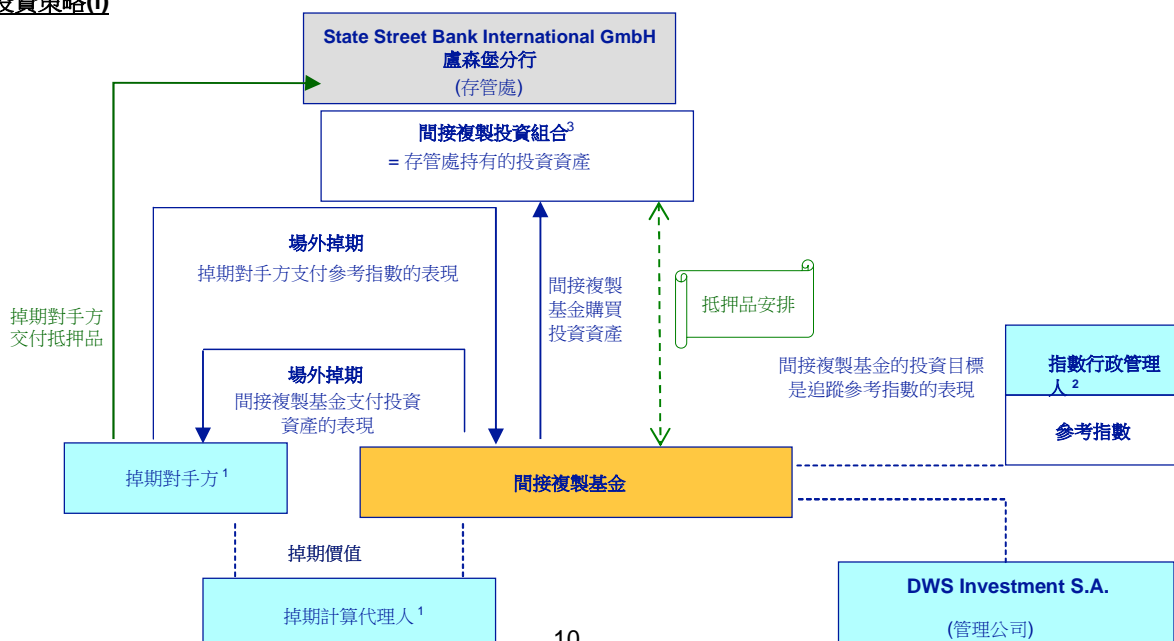 投資策略(i)
State Street Bank International GmbH
盧森堡分行
(存管處)
間接複製投資組合3
= 存管處持有的投資資產
場外掉期
掉期對手方支付參考指數的表現
掉期對手方
交付抵押品
間接複製
基金購買
投資資產
抵押品安排
場外掉期
間接複製基金支付投資
資產的表現
間接複製基金的投資目標
是追蹤參考指數的表現
指數行政管理
人 2
參考指數
掉期對手方 1
間接複製基金
掉期價值
掉期計算代理人 1
DWS Investment S.A.
(管理公司)
10